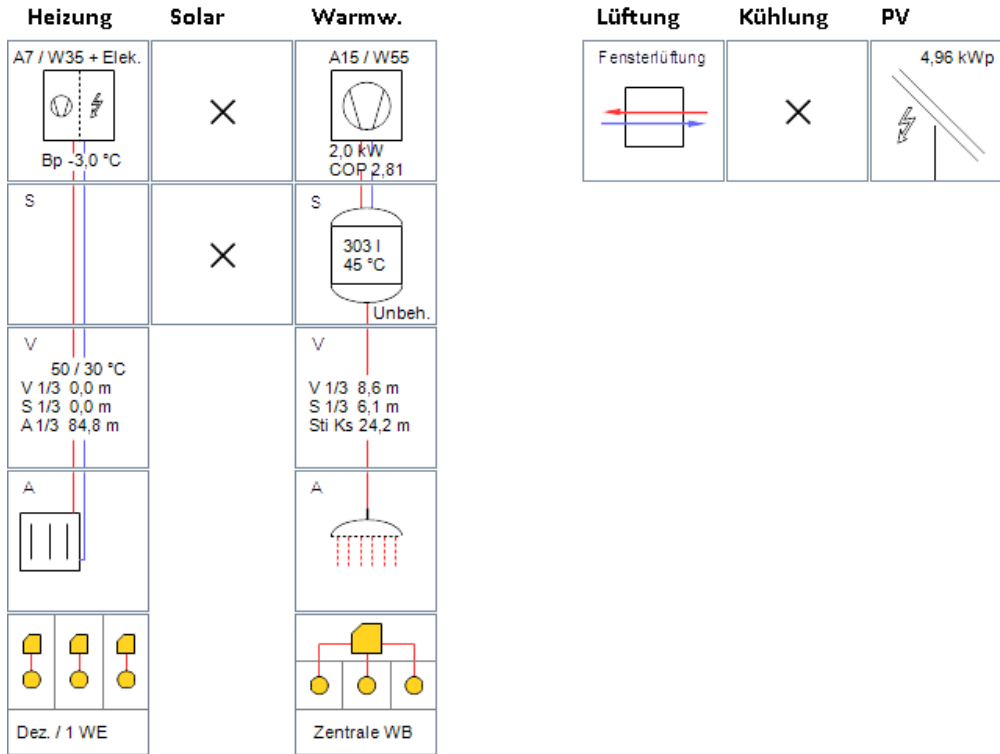 Heizung
Solar
Warmw.
Lüftung
Kühlung
PV
A7 / W35 + Elek.
Bp -3,0 °C
A15 / W55
2,0 kW
COP 2,81
Fensterlüftung
4,96 kWp
S
S
303 l
45 °C
Unbeh.
V
50 / 30 °C
V 1/3 0,0 m
S 1/3 0,0 m
A 1/3 84,8 m
V
V 1/3 8,6 m
S 1/3 6,1 m
Sti Ks 24,2 m
A
A
Dez. / 1 WE
Zentrale WB